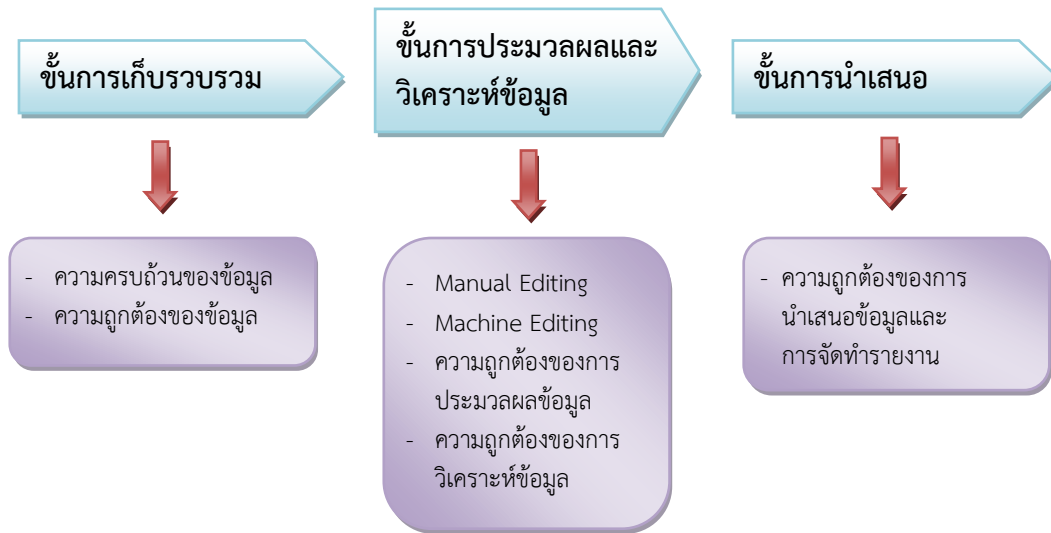 ขั้นการเก็บรวบรวม
- ความครบถ้วนของข้อมูล
- ความถูกต้องของข้อมูล
ขั้นการประมวลผลและ
วิเคราะห์ข้อมูล
- Manual Editing
- Machine Editing
- ความถูกต้องของการ
ประมวลผลข้อมูล
- ความถูกต้องของการ
วิเคราะห์ข้อมูล
ขั้นการนำเสนอ
- ความถูกต้องของการ
นำเสนอข้อมูลและ
การจัดทำรายงาน